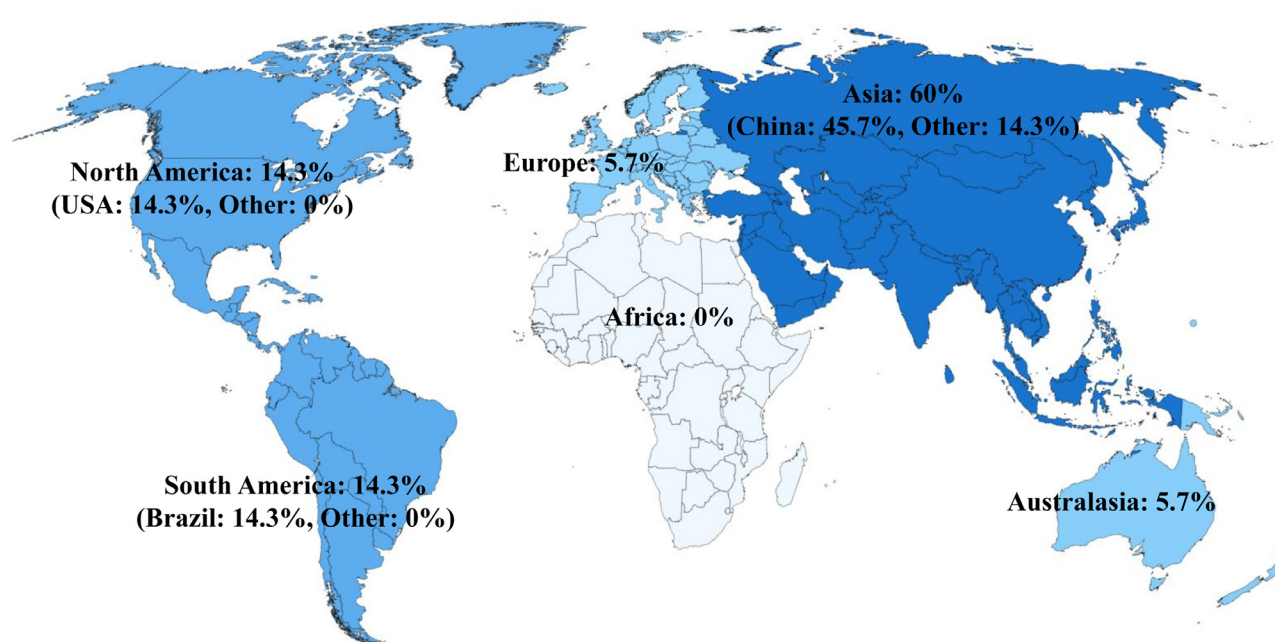 Asia: 60%
(China: 45.7%, Other: 14.3%)
Europe: 5.7%
North America: 14.3%
(USA: 14.3%, Other: 0%)
Africa: 0%
South America: 14.3%
(Brazil: 14.3%, Other: 0%)
Australasia: 5.7%